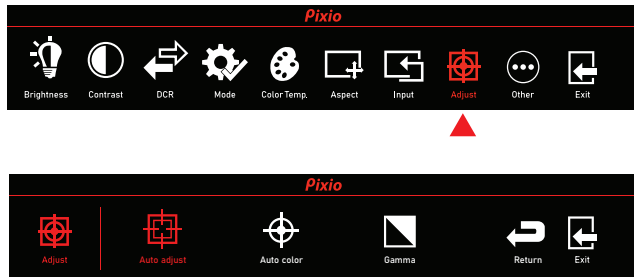 Pixio
Brightness Contrast DCR Mode Color Temp. Aspect Input Adjust Other Exit
Pixio
Adjust Auto adjust Auto color Gamma Return Exit